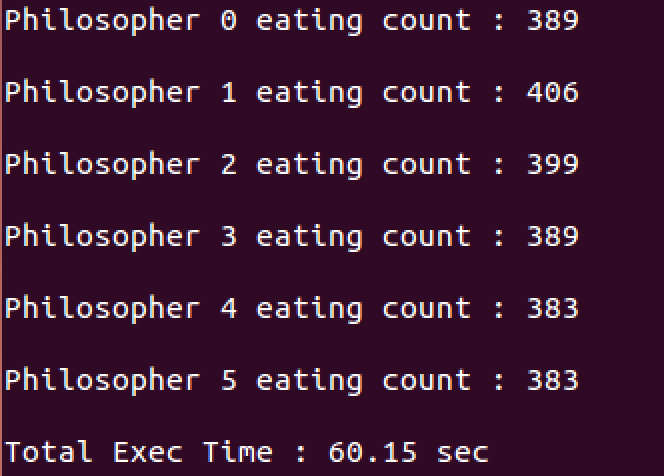 Philosopher 0 eating count : 389
Philosopher 1 eating count : 406
Philosopher 2 eating count : 399
Philosopher 3 eating count : 389
Philosopher 4 eating count : 383
Philosopher 5 eating count : 383
Total Exec Time : 60.15 sec